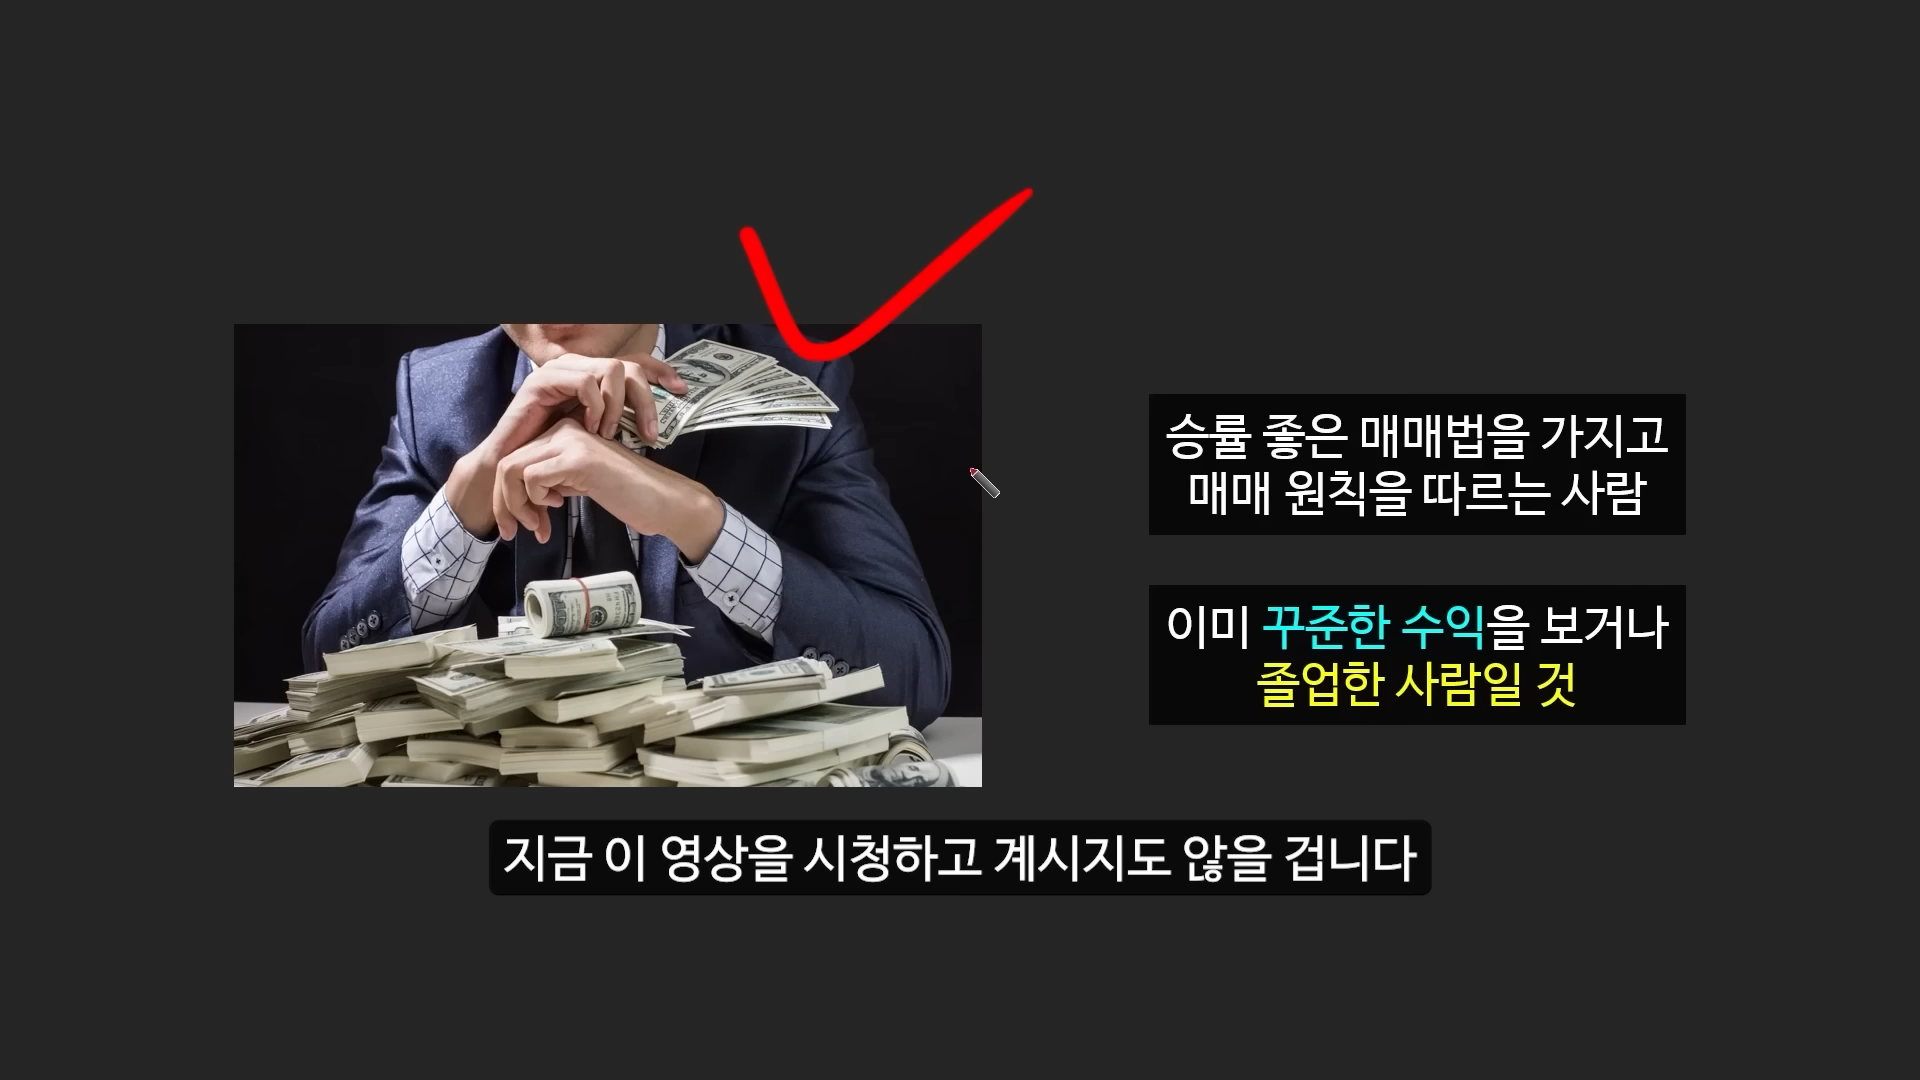 승률 좋은 매매법을 가지고
매매 원칙을 따르는 사람
이미 꾸준한 수익을 보거나
졸업한 사람일 것
지금 이 영상을 시청하고 계시지도 않을 겁니다